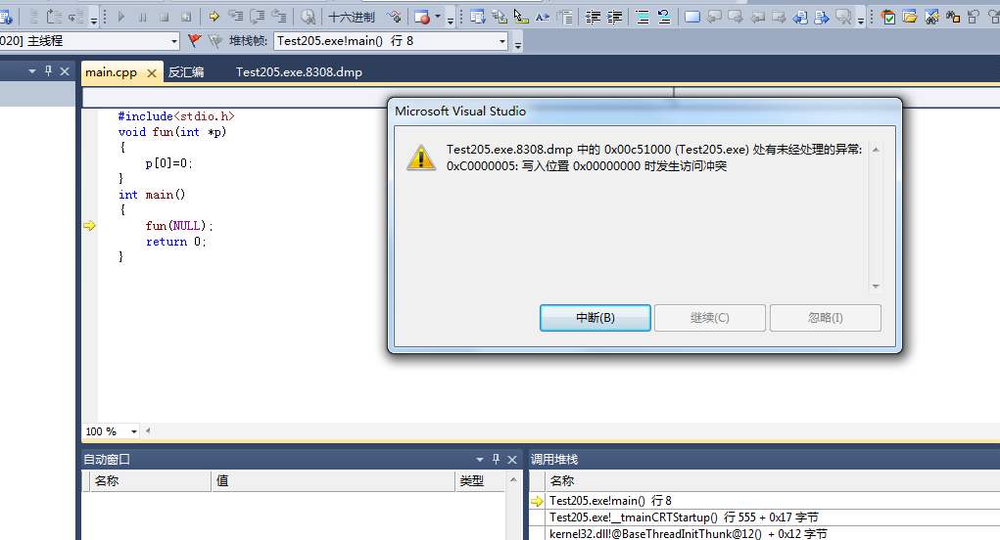 十六进制
020] 主线程
堆栈帧:
Test205.exe!main() 行 8
main.cpp
反汇编
Test205.exe.8308.dmp
#include<stdio.h>
void fun(int *p)
{
p[0]=0;
}
int main()
{
fun(NULL);
return 0;
}
Microsoft Visual Studio
Test205.exe.8308.dmp 中的 0x00c51000 (Test205.exe) 处有未经处理的异常:
0xC0000005: 写入位置 0x00000000 时发生访问冲突
中断(B)
继续(C)
忽略(I)
100 %
自动窗口
名称
值
类型
调用堆栈
名称
Test205.exe!main() 行 8
Test205.exe!__tmainCRTStartup() 行 555 + 0x17 字节
kernel32.dll!@BaseThreadInitThunk@12() + 0x12 字节